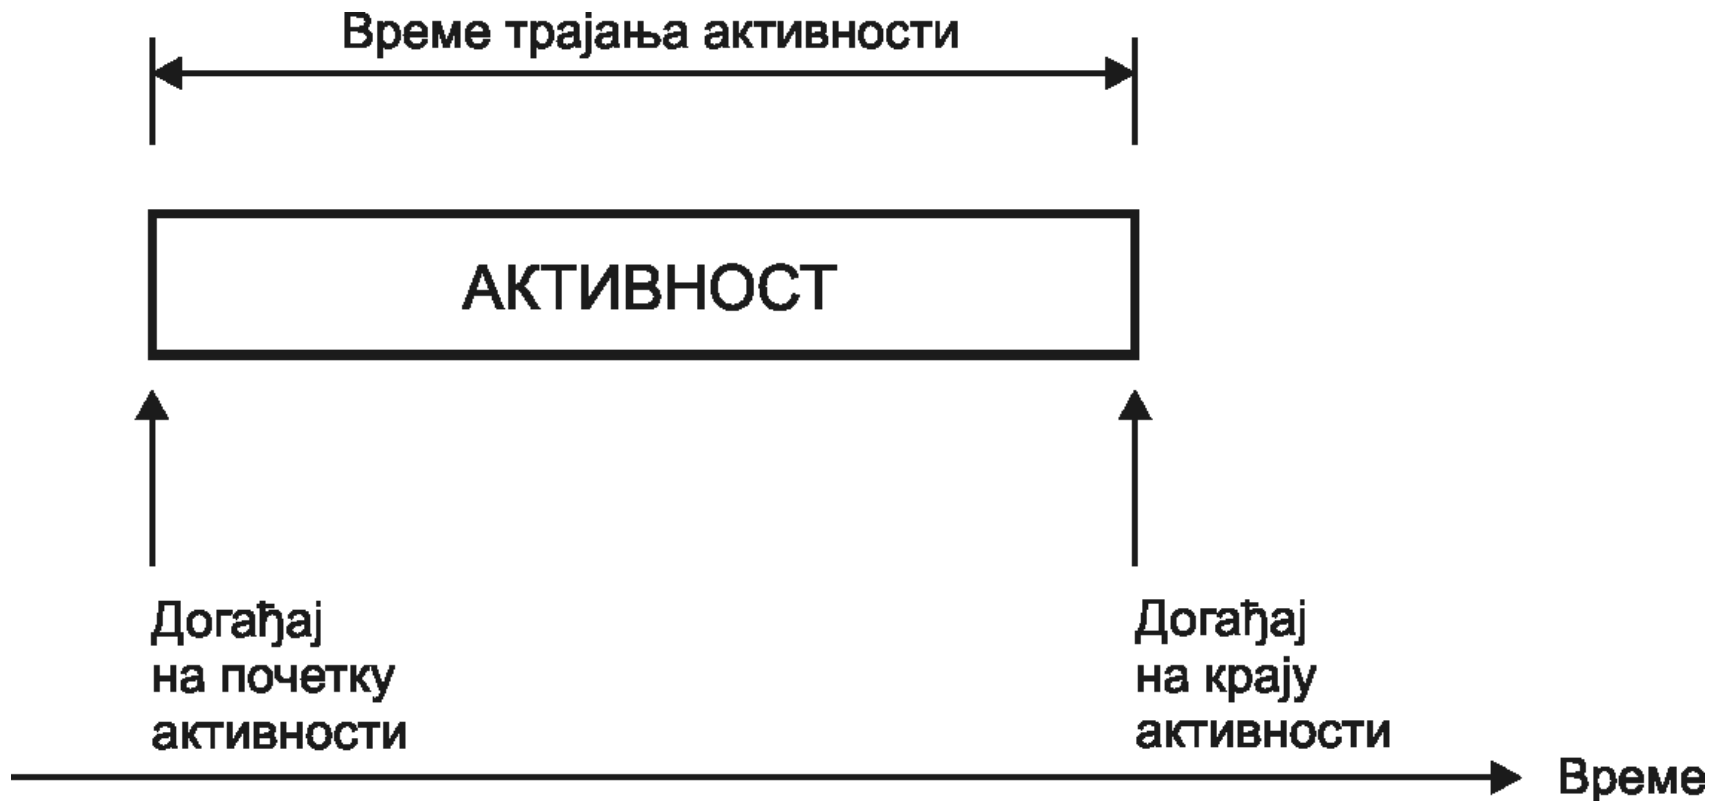 Време трајања активности
АКТИВНОСТ
Догађај
на почетку
активности
Догађај
на крају
активности
Време